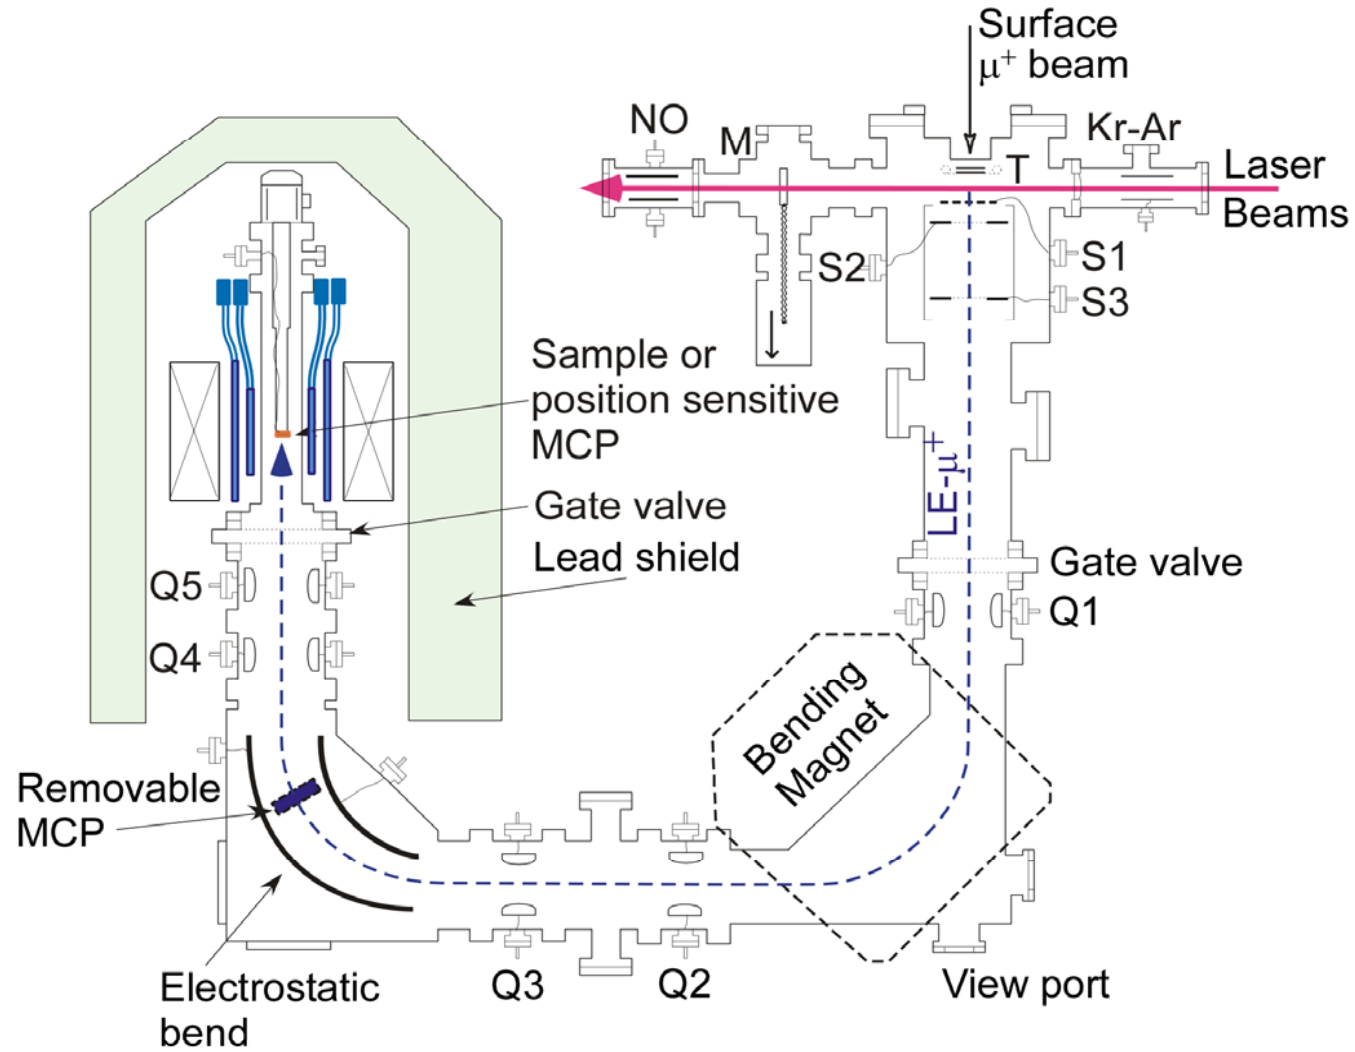 Surface
μ⁺ beam
NO
M
Kr-Ar
T
Laser
Beams
S2
S1
S3
Sample or
position sensitive
MCP
LE-μ⁺
Gate valve
Lead shield
Gate valve
Q5
Q1
Q4
Bending
Magnet
Removable
MCP
Q3
Q2
View port
Electrostatic
bend